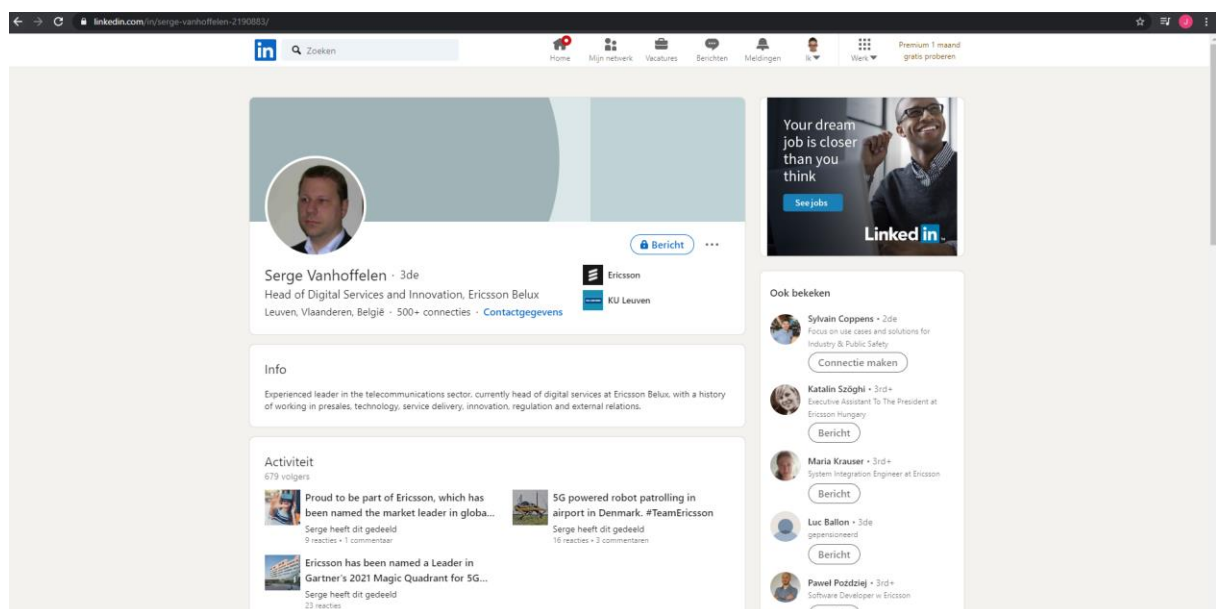 linkedin.com/in/serge-vanhoffelen-2190883/
in
Zoeken
Home
Mijn netwerk
Vacatures
Berichten
Meldingen
Ik
Werk
Premium 1 maand
gratis proberen
Bericht
Serge Vanhoffelen · 3de
Head of Digital Services and Innovation, Ericsson Belux
Leuven, Vlaanderen, België · 500+ connecties · Contactgegevens
Ericsson
KU Leuven
Info
Experienced leader in the telecommunications sector, currently head of digital services at Ericsson Belux, with a history
of working in presales, technology, service delivery, innovation, regulation and external relations.
Activiteit
679 volgers
Proud to be part of Ericsson, which has
been named the market leader in globa...
Serge heeft dit gedeeld
9 reacties • 1 commentaar
5G powered robot patrolling in
airport in Denmark. #TeamEricsson
Serge heeft dit gedeeld
16 reacties • 3 commentaren
Ericsson has been named a Leader in
Gartner's 2021 Magic Quadrant for 5G...
Serge heeft dit gedeeld
23 reacties
Your dream
job is closer
than you
think
See jobs
Linked in
Ook bekeken
Sylvain Coppens • 2de
Focus on use cases and solutions for
Industry & Public Safety
Connectie maken
Katalin Szöghi • 3rd+
Executive Assistant To The President at
Ericsson Hungary
Bericht
Maria Krauser • 3rd+
System Integration Engineer at Ericsson
Bericht
Luc Ballon • 3de
gepensioneerd
Bericht
Paweł Poździej • 3rd+
Software Developer w Ericsson